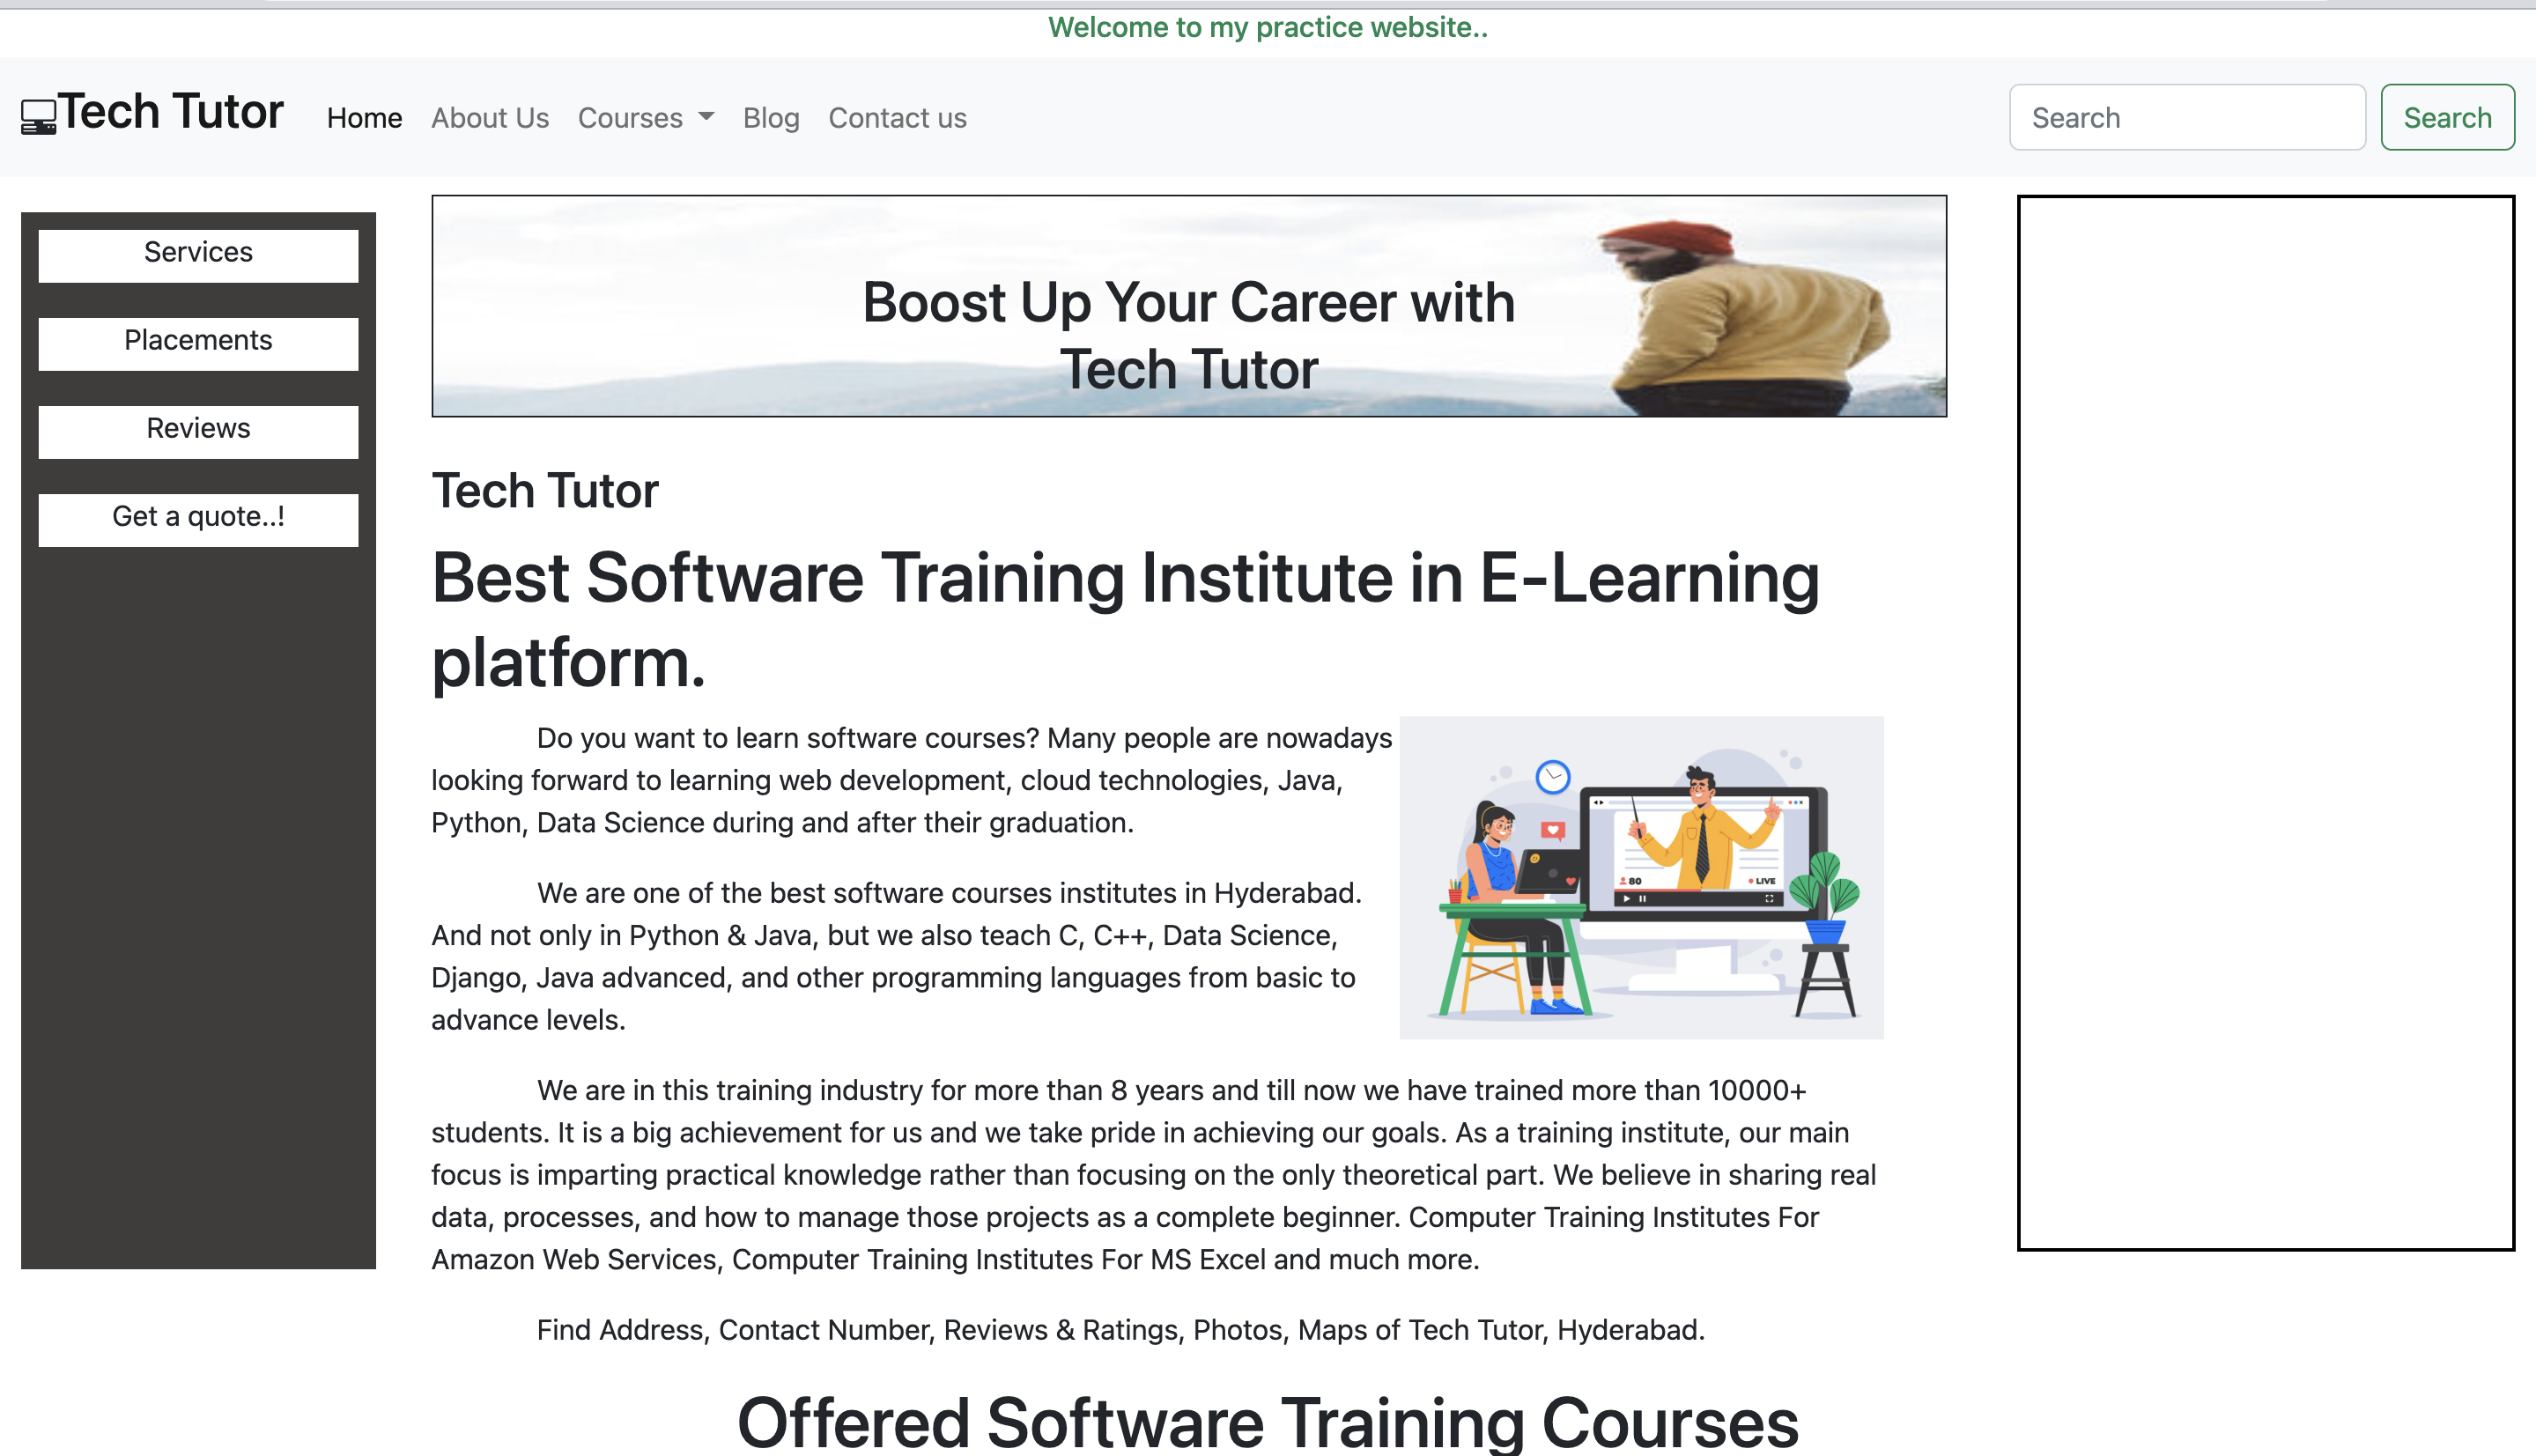 Welcome to my practice website..
Tech Tutor
Home
About Us
Courses
Blog
Contact us
Search
Search
Services
Placements
Reviews
Get a quote..!
Boost Up Your Career with
Tech Tutor
Tech Tutor
Best Software Training Institute in E-Learning
platform.
Do you want to learn software courses? Many people are nowadays
looking forward to learning web development, cloud technologies, Java,
Python, Data Science during and after their graduation.
80
LIVE
We are one of the best software courses institutes in Hyderabad.
And not only in Python & Java, but we also teach C, C++, Data Science,
Django, Java advanced, and other programming languages from basic to
advance levels.
We are in this training industry for more than 8 years and till now we have trained more than 10000+
students. It is a big achievement for us and we take pride in achieving our goals. As a training institute, our main
focus is imparting practical knowledge rather than focusing on the only theoretical part. We believe in sharing real
data, processes, and how to manage those projects as a complete beginner. Computer Training Institutes For
Amazon Web Services, Computer Training Institutes For MS Excel and much more.
Find Address, Contact Number, Reviews & Ratings, Photos, Maps of Tech Tutor, Hyderabad.
Offered Software Training Courses